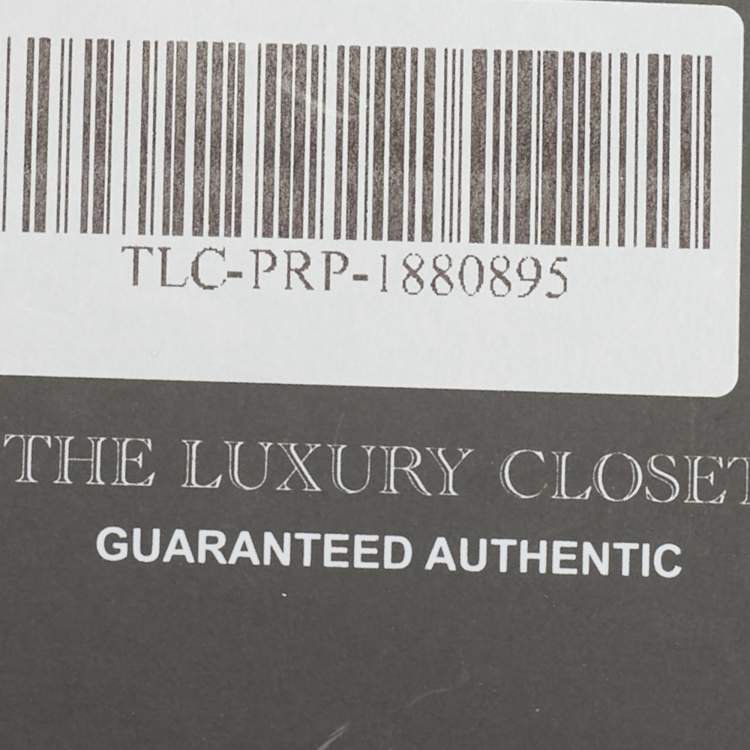 TLC-PRP-1880895
THE LUXURY CLOSET
GUARANTEED AUTHENTIC